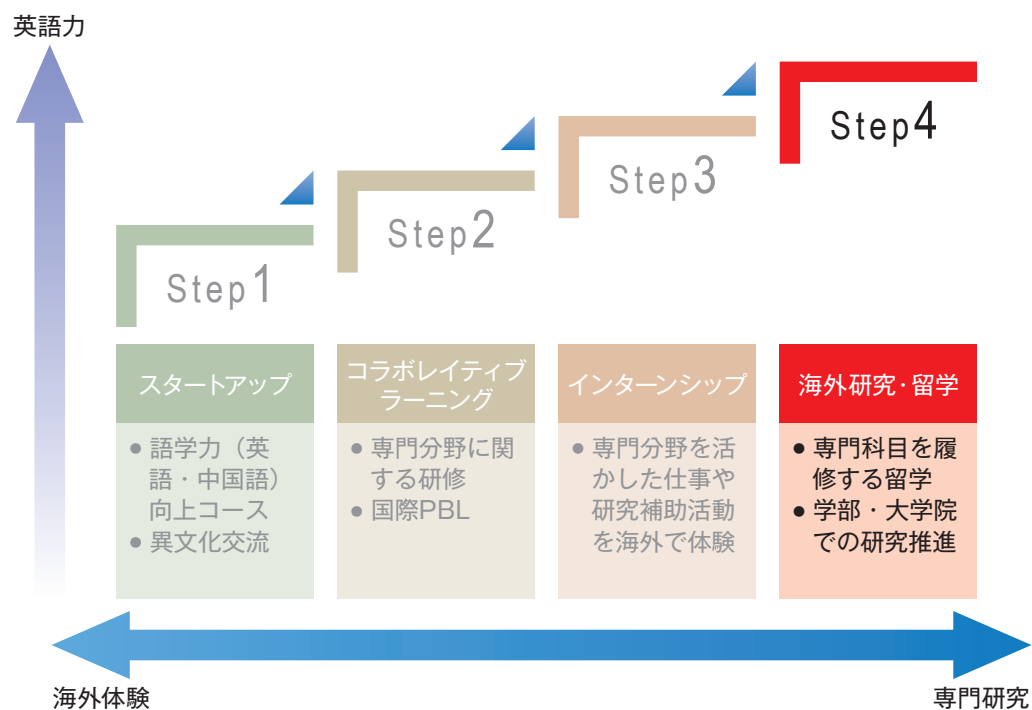 英語力
Step1
Step2
Step3
Step4
スタートアップ
● 語学力（英
語・中国語）
向上コース
● 異文化交流
コラボレイティブ
ラーニング
● 専門分野に関
する研修
● 国際PBL
インターンシップ
● 専門分野を活
かした仕事や
研究補助活動
を海外で体験
海外研究・留学
● 専門科目を履
修する留学
● 学部・大学院
での研究推進
海外体験
専門研究